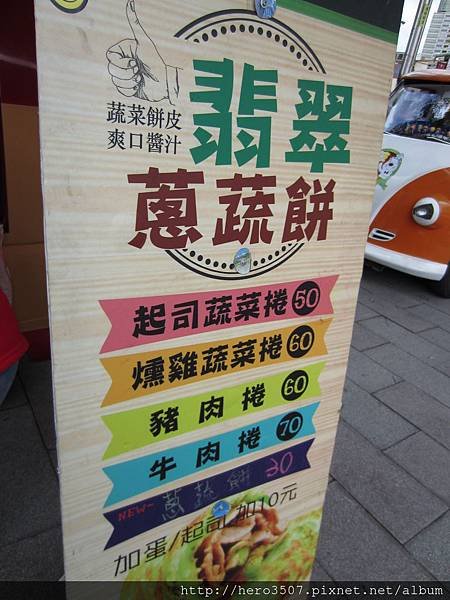 蔬菜餅皮
爽口醬汁
翡翠
蔥蔬餅
起司蔬菜捲 50
燻雞蔬菜捲 60
豬肉捲 60
牛肉捲 70
NEW~ 蔥蔬餅 30
加蛋/起司 加10元
http://hero3507.pixnet.net/album